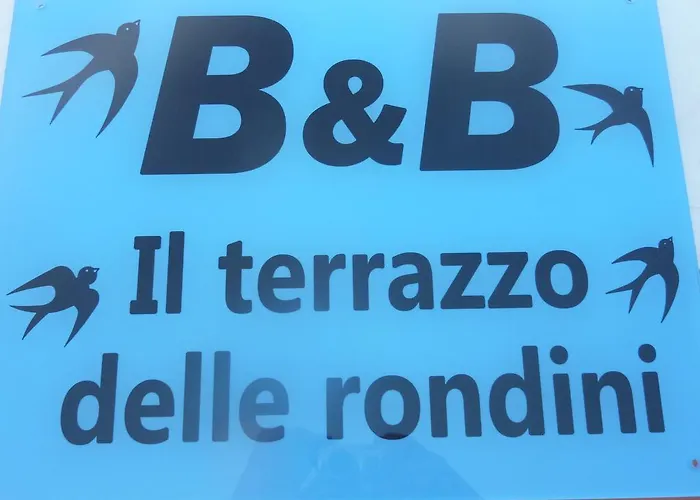 B&B
Il terrazzo
delle rondini